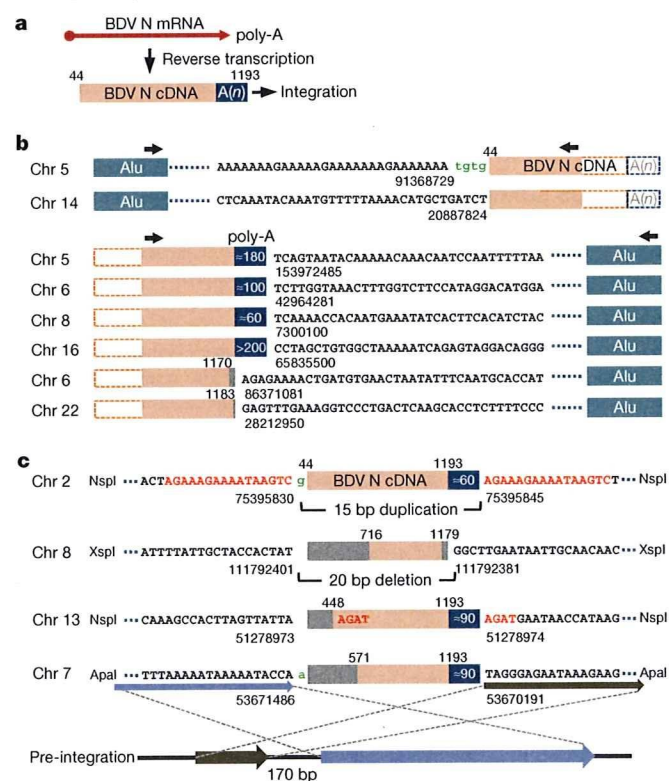 a
BDV N mRNA
poly-A
Reverse transcription
44 1193
BDV N cDNA A(n) Integration
b
44
Chr 5 Alu AAAAAAAGAAAAAGAAAAAAAGAAAAAAA tgtg BDV N cDNA A(n)
91368729
Chr 14 Alu CTCAAATACAAATGTTTTTAAAACATGCTGATCT A(n)
20887824
poly-A
Chr 5 ≈180 TCAGTAATACAAAAACAAACAATCCAATTTTTAA Alu
153972485
Chr 6 ≈100 TCTTGGTAAACTTTGGTCTTCCATAGGACATGGA Alu
42964281
Chr 8 ≈60 TCAAAACCACAATGAAATATCACTTCACATCTAC Alu
7300100
Chr 16 >200 CCTAGCTGTGGCTAAAAATCAGAGTAGGACAGGG Alu
1170 65835500
Chr 6 AGAGAAAACTGATGTGAACTAATATTTCAATGCACCAT Alu
1183 86371081
Chr 22 GAGTTTGAAAGGTCCCTGACTCAAGCACCTCTTTTCCC Alu
28212950
c
44 1193
Chr 2 NspI ACTAGAAAGAAAATAAGTC g BDV N cDNA ≈60 AGAAAGAAAATAAGTCT NspI
75395830 75395845
15 bp duplication
716 1179
Chr 8 XspI ATTTTATTGCTACCACTAT GGCTTGAATAATTGCAACAAC XspI
111792401 111792381
20 bp deletion
448 1193
Chr 13 NspI CAAAGCCACTTAGTTATTA AGAT ≈90 AGATGAATAACCATAAG NspI
51278973 51278974
571 1193
Chr 7 ApaI TTTAAAAATAAAAATACCA a ≈90 TAGGGAGAATAAAGAAG ApaI
53671486 53670191
Pre-integration
170 bp